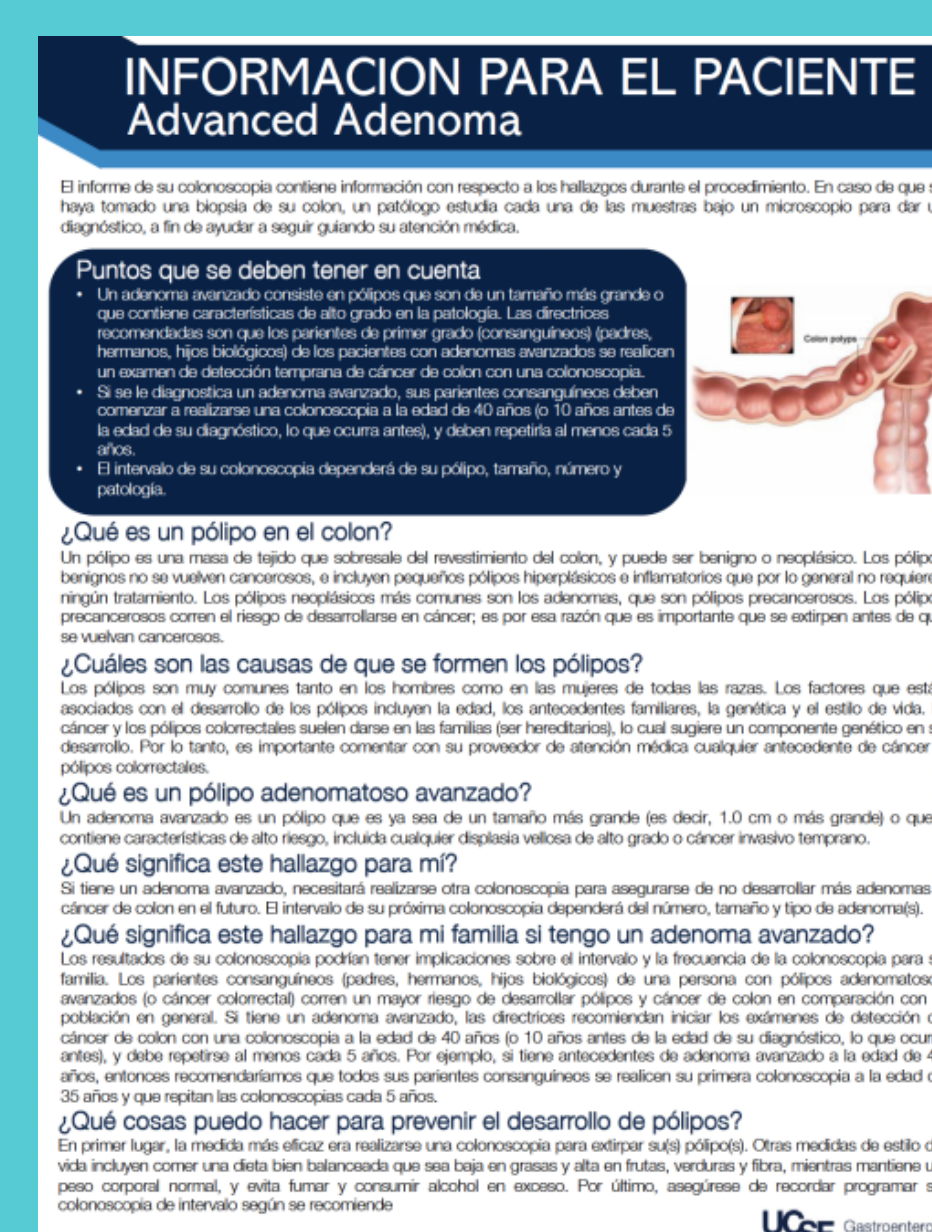 INFORMACION PARA EL PACIENTE
Advanced Adenoma
El informe de su colonoscopia contiene información con respecto a los hallazgos durante el procedimiento. En caso de que s
haya tomado una biopsia de su colon, un patólogo estudia cada una de las muestras bajo un microscopio para dar u
diagnóstico, a fin de ayudar a seguir guiando su atención médica.
Puntos que se deben tener en cuenta
• Un adenoma avanzado consiste en pólipos que son de un tamaño más grande o
que contiene características de alto grado en la patología. Las directrices
recomendadas son que los parientes de primer grado (consanguíneos) (padres,
hermanos, hijos biológicos) de los pacientes con adenomas avanzados se realicen
un examen de detección temprana de cáncer de colon con una colonoscopia.
• Si se le diagnostica un adenoma avanzado, sus parientes consanguíneos deben
comenzar a realizarse una colonoscopia a la edad de 40 años (o 10 años antes de
la edad de su diagnóstico, lo que ocurra antes), y deben repetirla al menos cada 5
años.
• El intervalo de su colonoscopia dependerá de su pólipo, tamaño, número y
patología.
Colon polyps
¿Qué es un pólipo en el colon?
Un pólipo es una masa de tejido que sobresale del revestimiento del colon, y puede ser benigno o neoplásico. Los pólipo
benignos no se vuelven cancerosos, e incluyen pequeños pólipos hiperplásicos e inflamatorios que por lo general no requiere
ningún tratamiento. Los pólipos neoplásicos más comunes son los adenomas, que son pólipos precancerosos. Los pólipo
precancerosos corren el riesgo de desarrollarse en cáncer; es por esa razón que es importante que se extirpen antes de qu
se vuelvan cancerosos.
¿Cuáles son las causas de que se formen los pólipos?
Los pólipos son muy comunes tanto en los hombres como en las mujeres de todas las razas. Los factores que está
asociados con el desarrollo de los pólipos incluyen la edad, los antecedentes familiares, la genética y el estilo de vida.
cáncer y los pólipos colorrectales suelen darse en las familias (ser hereditarios), lo cual sugiere un componente genético en s
desarrollo. Por lo tanto, es importante comentar con su proveedor de atención médica cualquier antecedente de cáncer
pólipos colorrectales.
¿Qué es un pólipo adenomatoso avanzado?
Un adenoma avanzado es un pólipo que es ya sea de un tamaño más grande (es decir, 1.0 cm o más grande) o que
contiene características de alto riesgo, incluida cualquier displasia vellosa de alto grado o cáncer invasivo temprano.
¿Qué significa este hallazgo para mí?
Si tiene un adenoma avanzado, necesitará realizarse otra colonoscopia para asegurarse de no desarrollar más adenomas
cáncer de colon en el futuro. El intervalo de su próxima colonoscopia dependerá del número, tamaño y tipo de adenoma(s).
¿Qué significa este hallazgo para mi familia si tengo un adenoma avanzado?
Los resultados de su colonoscopia podrían tener implicaciones sobre el intervalo y la frecuencia de la colonoscopia para s
familia. Los parientes consanguíneos (padres, hermanos, hijos biológicos) de una persona con pólipos adenomatoso
avanzados (o cáncer colorrectal) corren un mayor riesgo de desarrollar pólipos y cáncer de colon en comparación con
población en general. Si tiene un adenoma avanzado, las directrices recomiendan iniciar los exámenes de detección d
cáncer de colon con una colonoscopia a la edad de 40 años (o 10 años antes de la edad de su diagnóstico, lo que ocurr
antes), y debe repetirse al menos cada 5 años. Por ejemplo, si tiene antecedentes de adenoma avanzado a la edad de 4
años, entonces recomendaríamos que todos sus parientes consanguíneos se realicen su primera colonoscopia a la edad d
35 años y que repitan las colonoscopias cada 5 años.
¿Qué cosas puedo hacer para prevenir el desarrollo de pólipos?
En primer lugar, la medida más eficaz era realizarse una colonoscopia para extirpar su(s) pólipo(s). Otras medidas de estilo d
vida incluyen comer una dieta bien balanceada que sea baja en grasas y alta en frutas, verduras y fibra, mientras mantiene u
peso corporal normal, y evita fumar y consumir alcohol en exceso. Por último, asegúrese de recordar programar s
colonoscopia de intervalo según se recomiende
UCSF Gastroentero